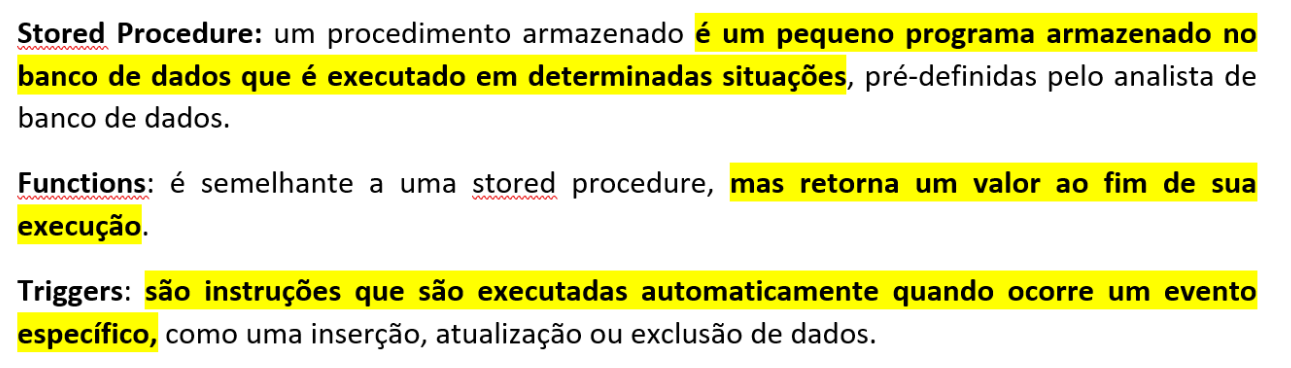 Stored Procedure: um procedimento armazenado é um pequeno programa armazenado no
banco de dados que é executado em determinadas situações, pré-definidas pelo analista de
banco de dados.
Functions: é semelhante a uma stored procedure, mas retorna um valor ao fim de sua
execução.
Triggers: são instruções que são executadas automaticamente quando ocorre um evento
específico, como uma inserção, atualização ou exclusão de dados.